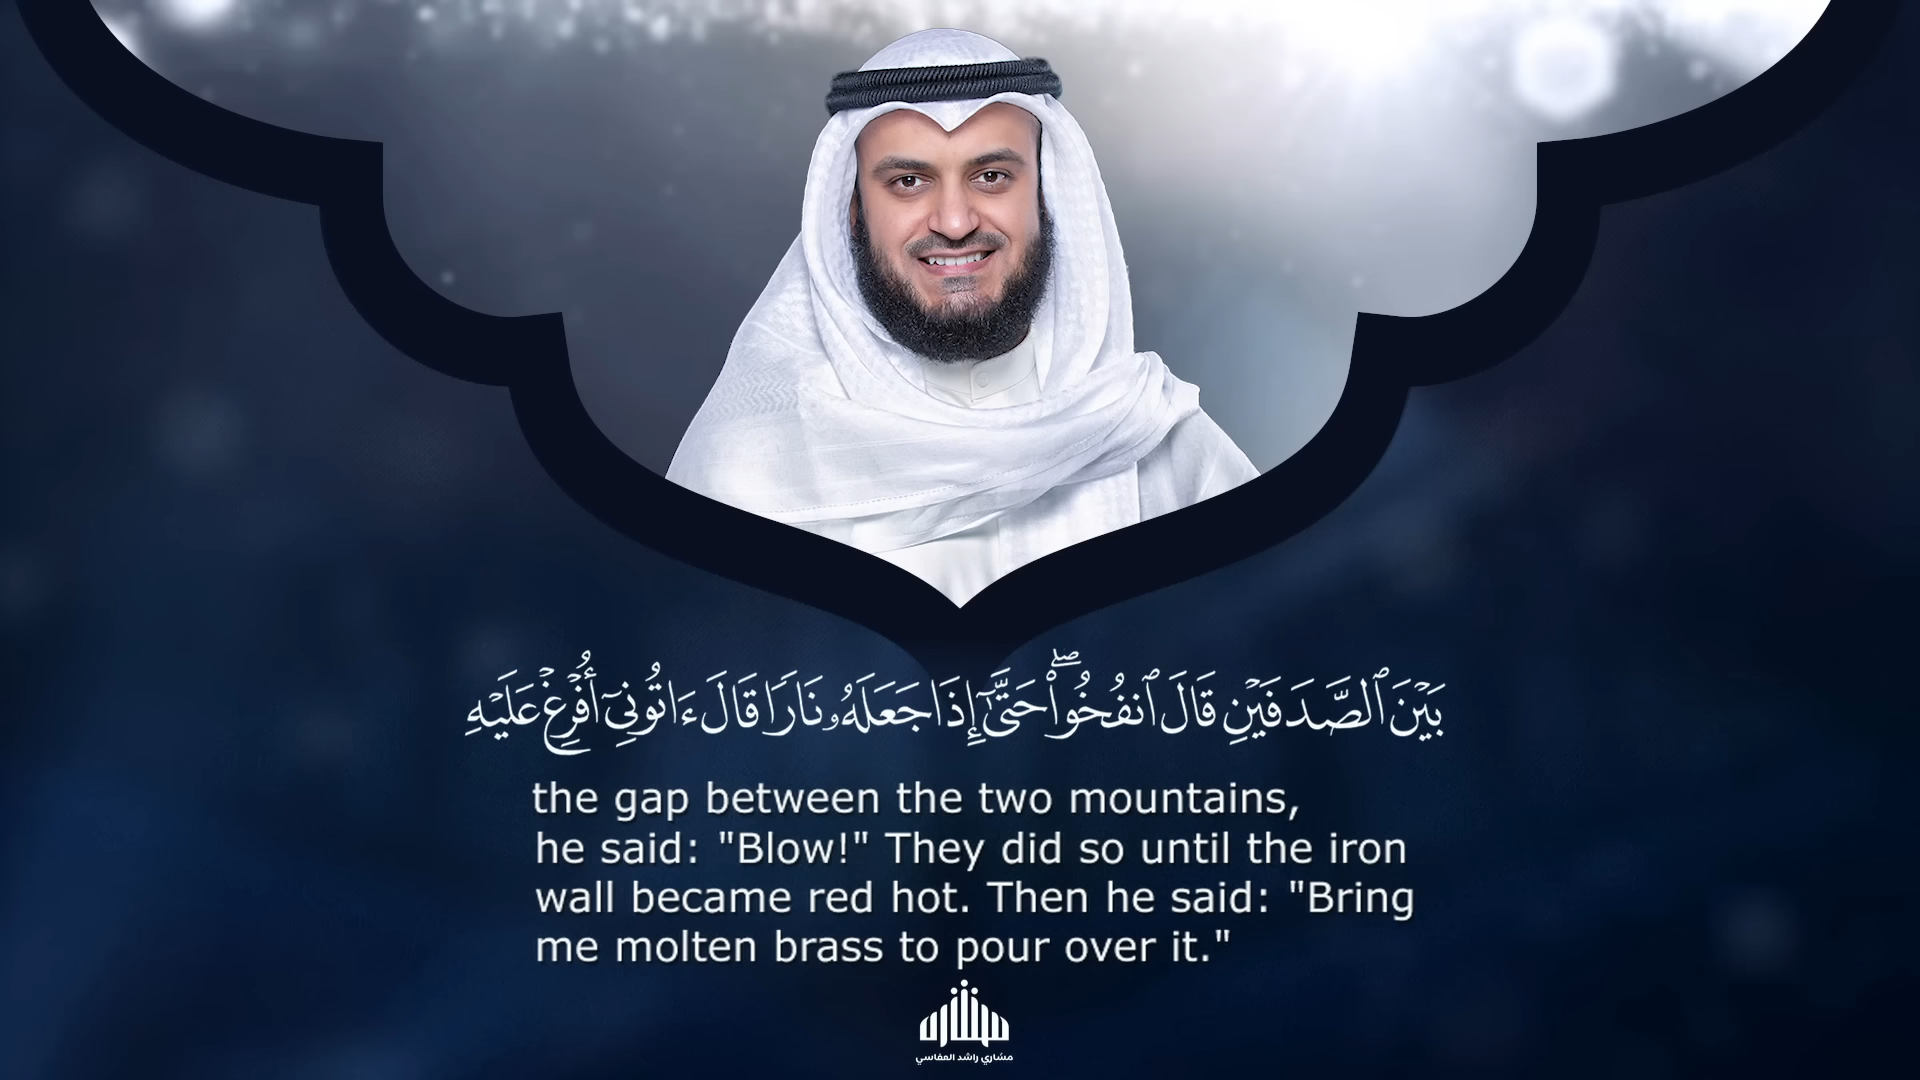 بَيْنَ ٱلصَّدَفَيْنِ قَالَ ٱنفُخُوا۟ ۖ حَتَّىٰٓ إِذَا جَعَلَهُۥ نَارًا قَالَ ءَاتُونِىٓ أُفْرِغْ عَلَيْهِ
the gap between the two mountains,
he said: "Blow!" They did so until the iron
wall became red hot. Then he said: "Bring
me molten brass to pour over it."
مشاري راشد العفاسي